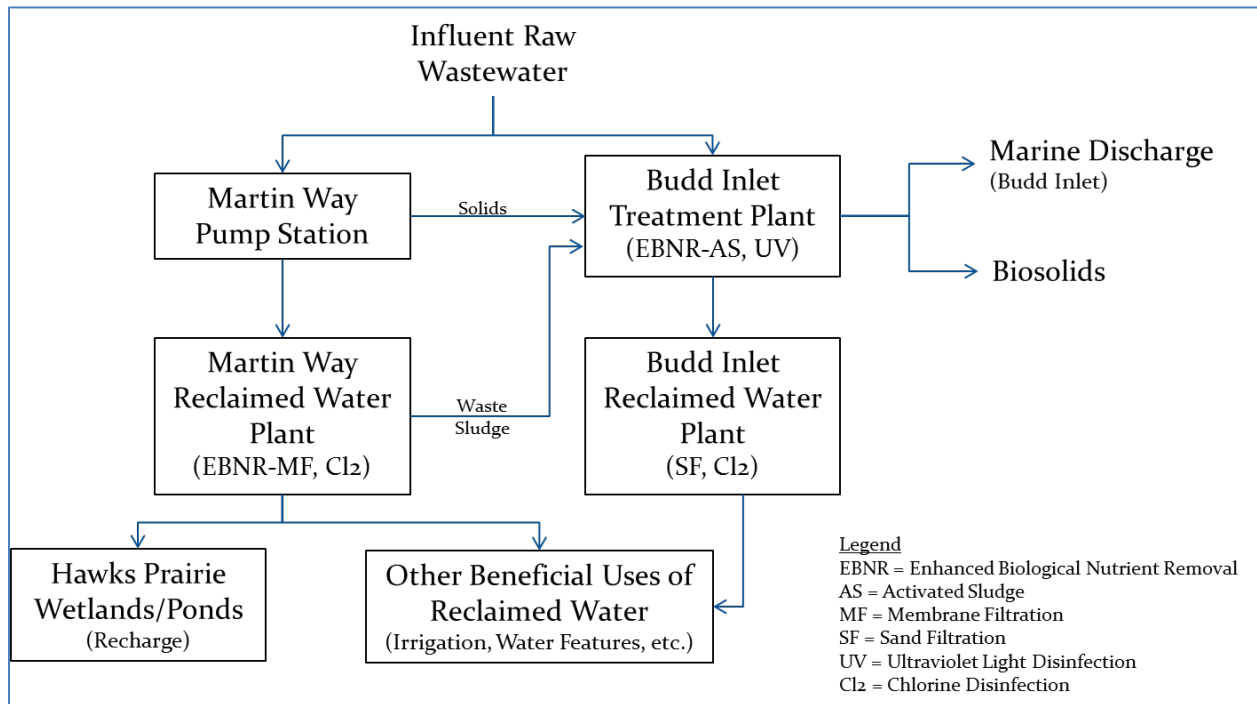 Influent Raw
Wastewater
Martin Way
Pump Station
Solids
Budd Inlet
Treatment Plant
(EBNR-AS, UV)
Marine Discharge
(Budd Inlet)
Biosolids
Martin Way
Reclaimed Water
Plant
(EBNR-MF, Cl2)
Waste
Sludge
Budd Inlet
Reclaimed Water
Plant
(SF, Cl2)
Hawks Prairie
Wetlands/Ponds
(Recharge)
Other Beneficial Uses of
Reclaimed Water
(Irrigation, Water Features, etc.)
Legend
EBNR = Enhanced Biological Nutrient Removal
AS = Activated Sludge
MF = Membrane Filtration
SF = Sand Filtration
UV = Ultraviolet Light Disinfection
Cl2 = Chlorine Disinfection